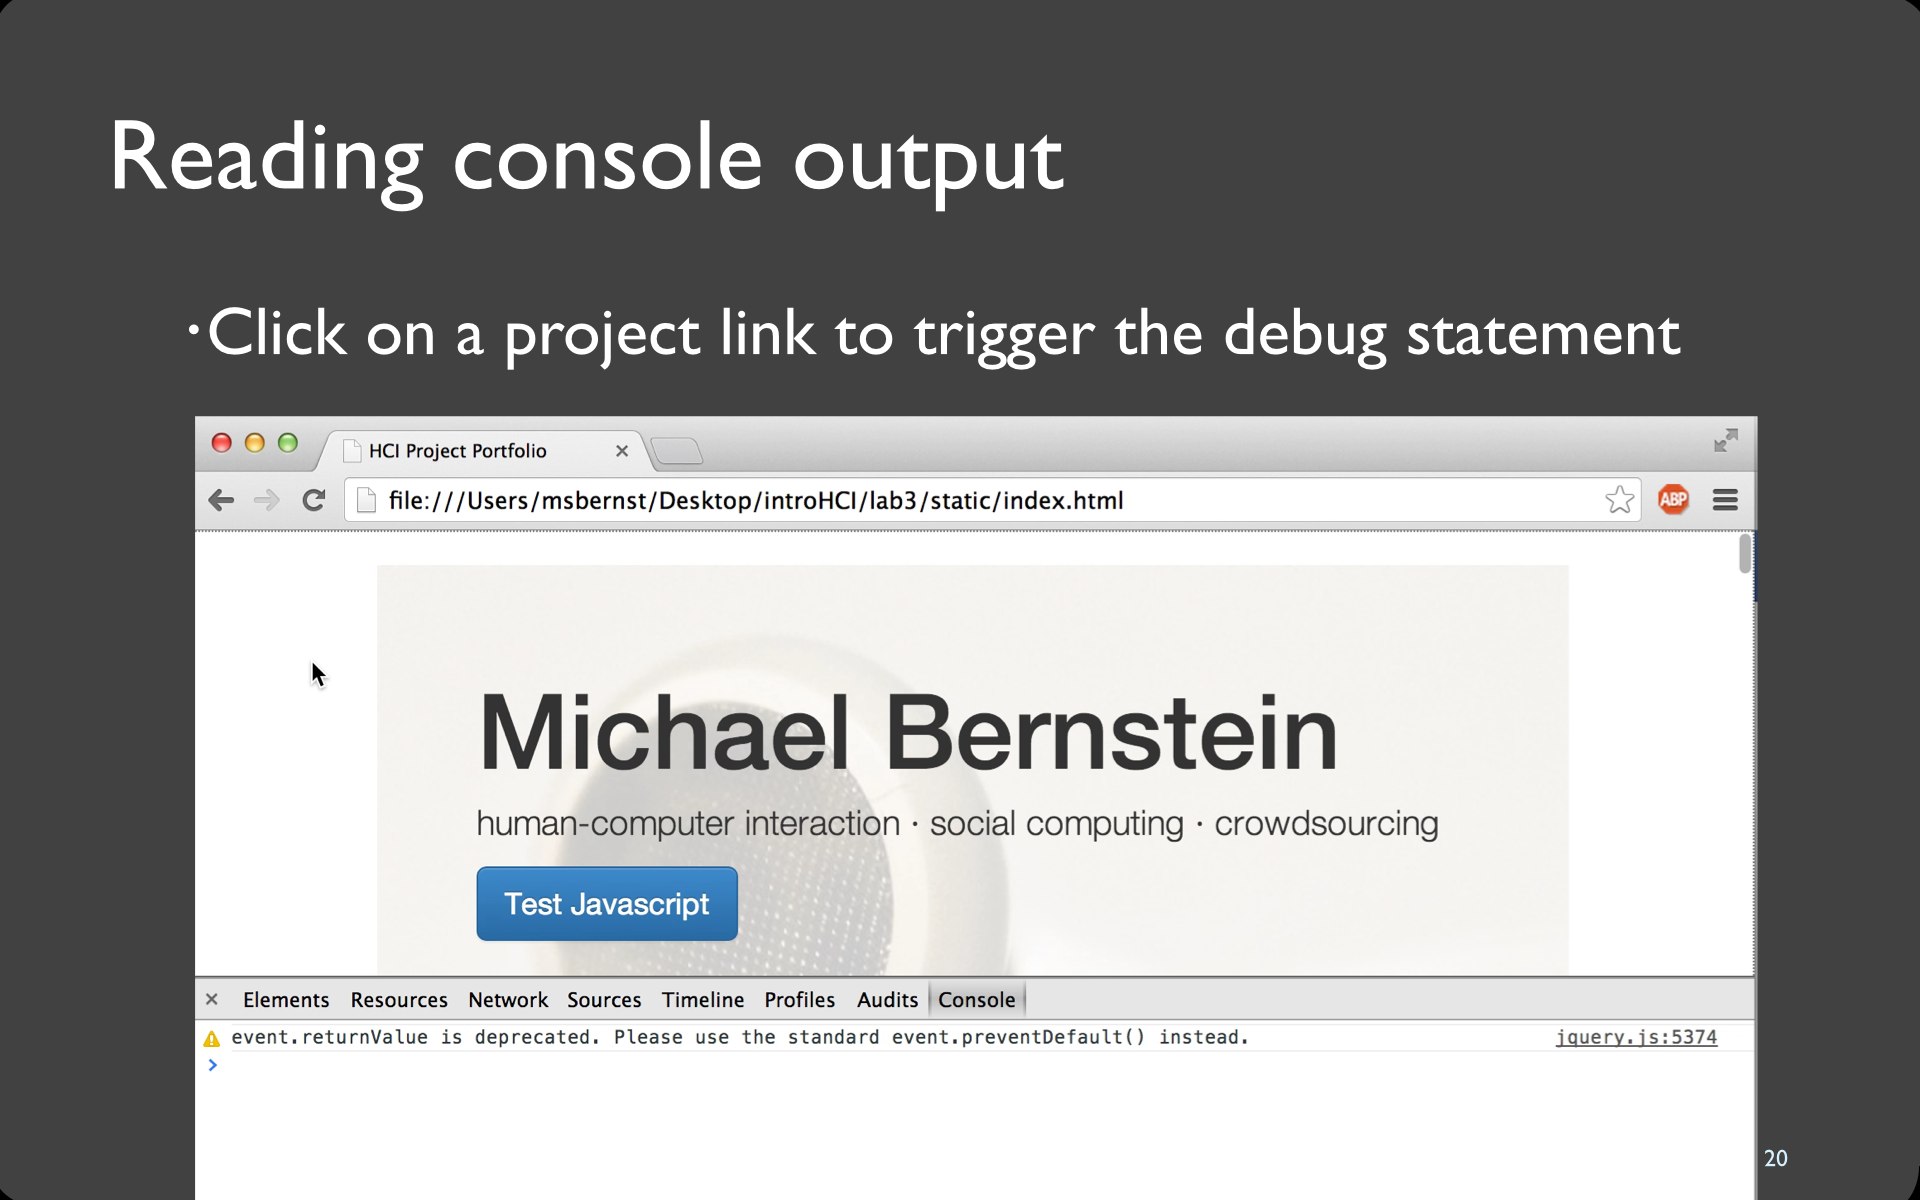 Reading console output
•Click on a project link to trigger the debug statement
HCI Project Portfolio
file:///Users/msbernst/Desktop/introHCI/lab3/static/index.html
ABP
Michael Bernstein
human-computer interaction · social computing · crowdsourcing
Test Javascript
Elements Resources Network Sources Timeline Profiles Audits Console
event.returnValue is deprecated. Please use the standard event.preventDefault() instead. jquery.js:5374
20